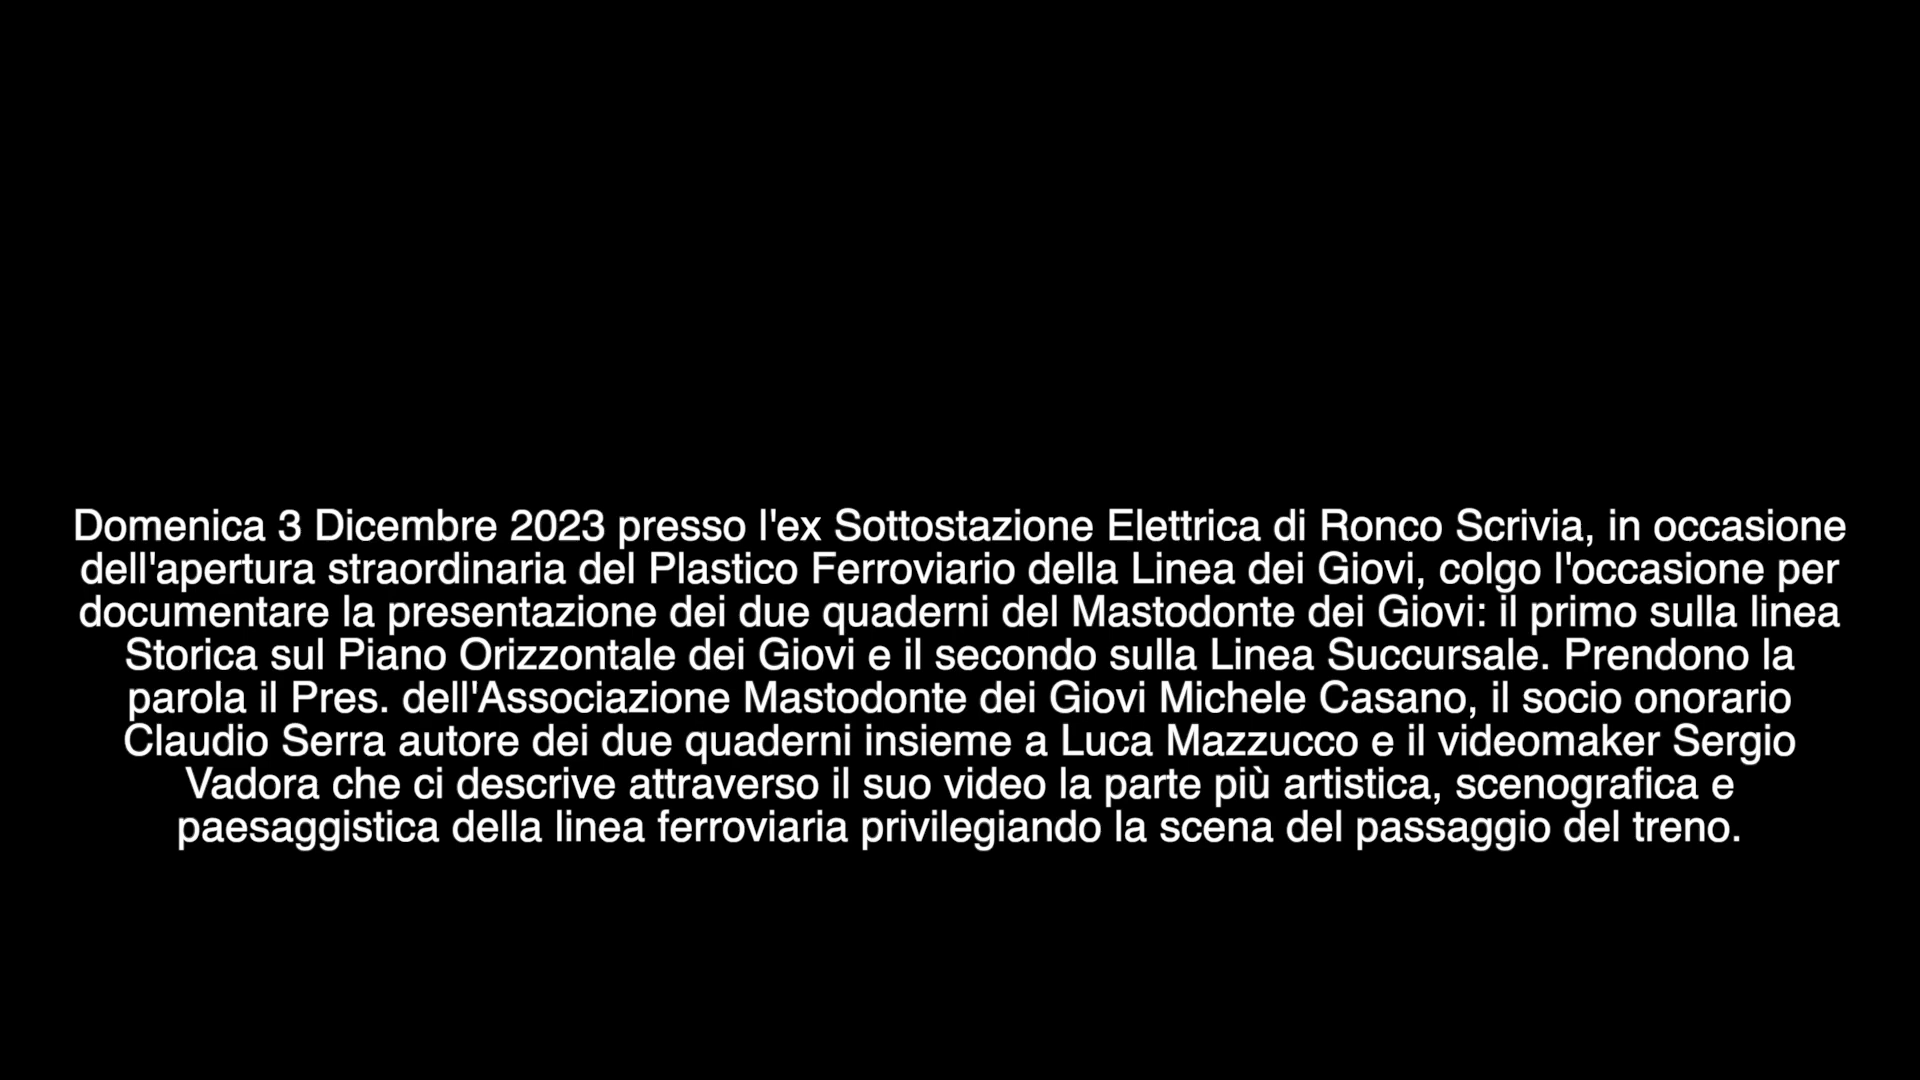 Domenica 3 Dicembre 2023 presso l'ex Sottostazione Elettrica di Ronco Scrivia, in occasione
dell'apertura straordinaria del Plastico Ferroviario della Linea dei Giovi, colgo l'occasione per
documentare la presentazione dei due quaderni del Mastodonte dei Giovi: il primo sulla linea
Storica sul Piano Orizzontale dei Giovi e il secondo sulla Linea Succursale. Prendono la
parola il Pres. dell'Associazione Mastodonte dei Giovi Michele Casano, il socio onorario
Claudio Serra autore dei due quaderni insieme a Luca Mazzucco e il videomaker Sergio
Vadora che ci descrive attraverso il suo video la parte più artistica, scenografica e
paesaggistica della linea ferroviaria privilegiando la scena del passaggio del treno.